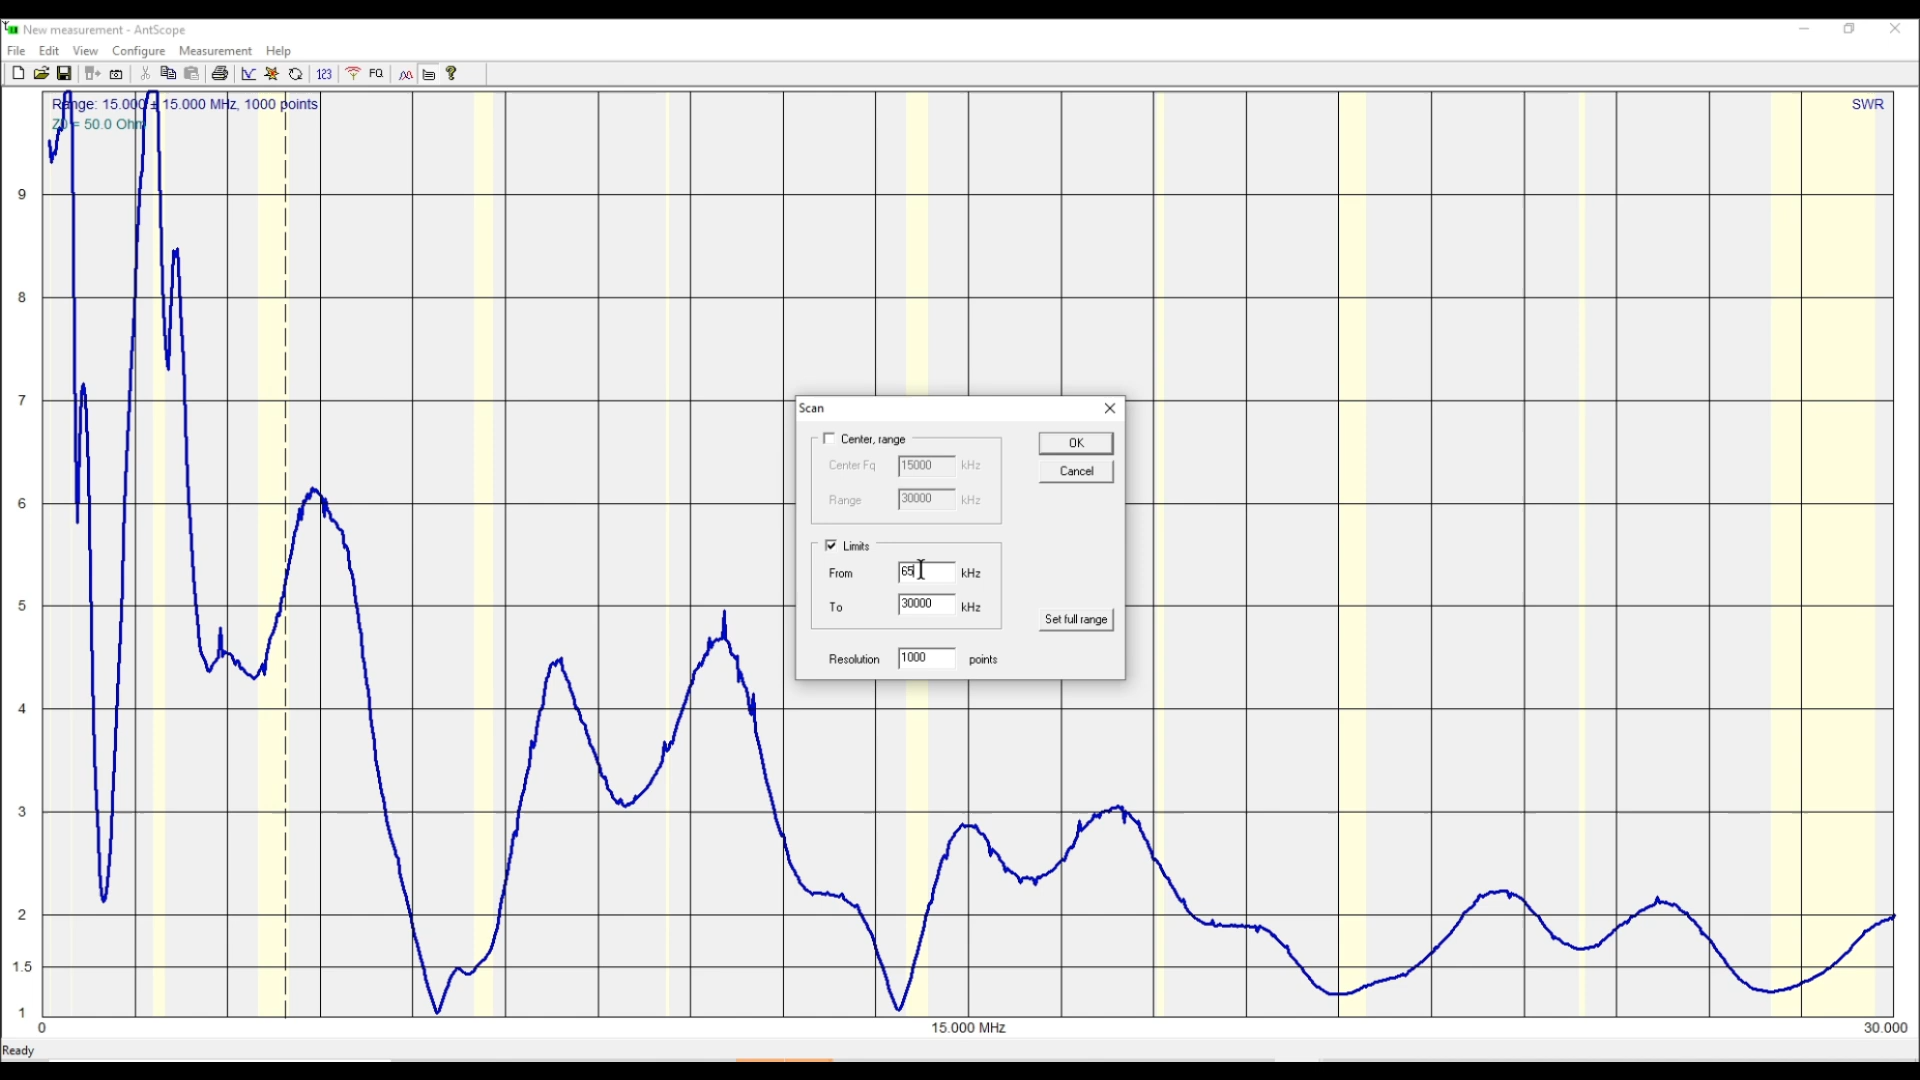 New measurement - AntScope
File Edit View Configure Measurement Help
123 FQ
Range: 15.000 ± 15.000 MHz, 1000 points
SWR
Z0 = 50.0 Ohm
9
8
7
6
5
4
3
2
1.5
1
0 15.000 MHz 30.000
Scan
Center, range
OK
Center Fq 15000 kHz
Cancel
Range 30000 kHz
Limits
From 65 kHz
To 30000 kHz
Set full range
Resolution 1000 points
Ready